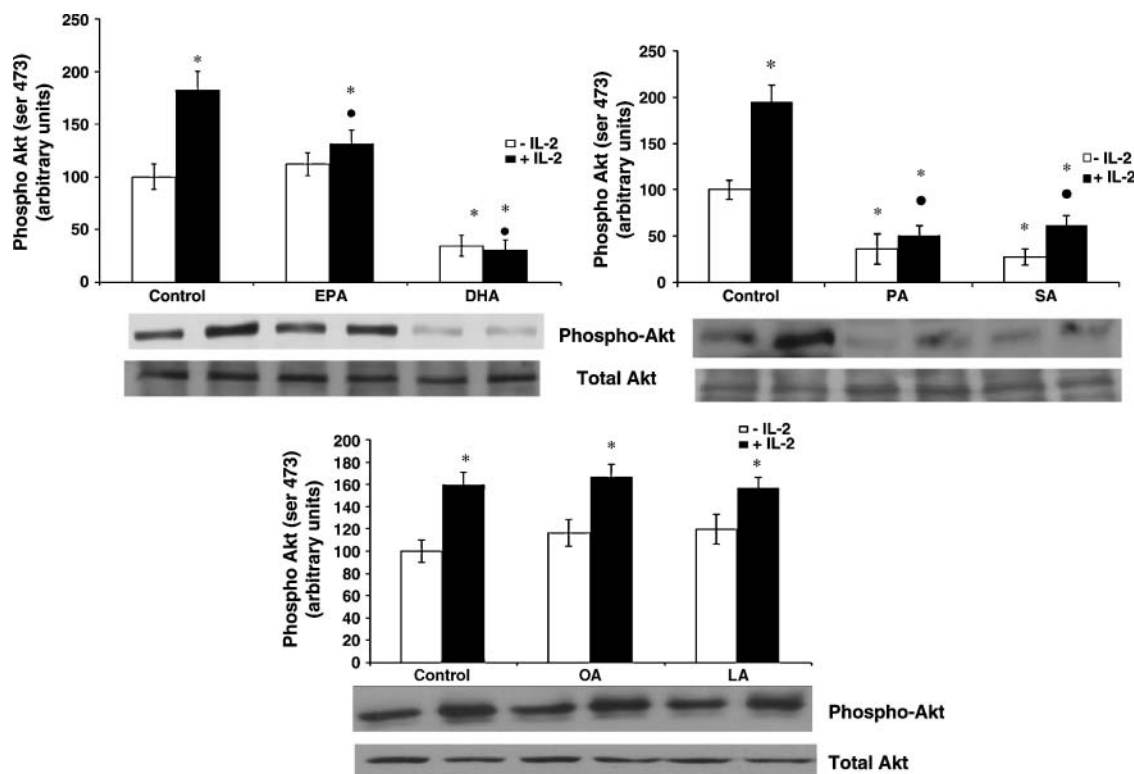 Phospho Akt (ser 473)
(arbitrary units)
250
200
150
100
50
0
*
*
●
*
*
●
- IL-2
+ IL-2
Control EPA DHA
Phospho-Akt
Total Akt
Phospho Akt (ser 473)
(arbitrary units)
250
200
150
100
50
0
*
*
*
●
*
*
●
- IL-2
+ IL-2
Control PA SA
Phospho Akt (ser 473)
(arbitrary units)
200
180
160
140
120
100
80
60
40
20
0
*
*
*
- IL-2
+ IL-2
Control OA LA
Phospho-Akt
Total Akt